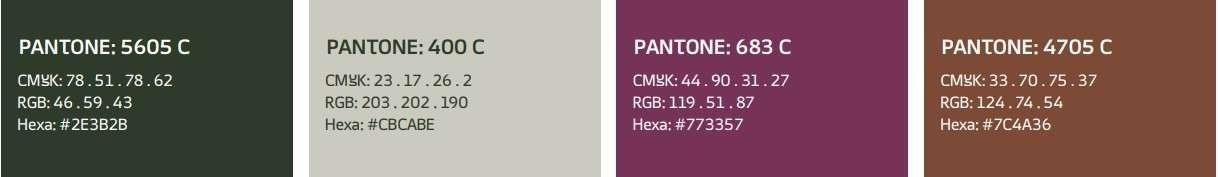 PANTONE: 5605 C
CMYK: 78 . 51 . 78 . 62
RGB: 46 . 59 . 43
Hexa: #2E3B2B
PANTONE: 400 C
CMYK: 23 . 17 . 26 . 2
RGB: 203 . 202 . 190
Hexa: #CBCABE
PANTONE: 683 C
CMYK: 44 . 90 . 31 . 27
RGB: 119 . 51 . 87
Hexa: #773357
PANTONE: 4705 C
CMYK: 33 . 70 . 75 . 37
RGB: 124 . 74 . 54
Hexa: #7C4A36